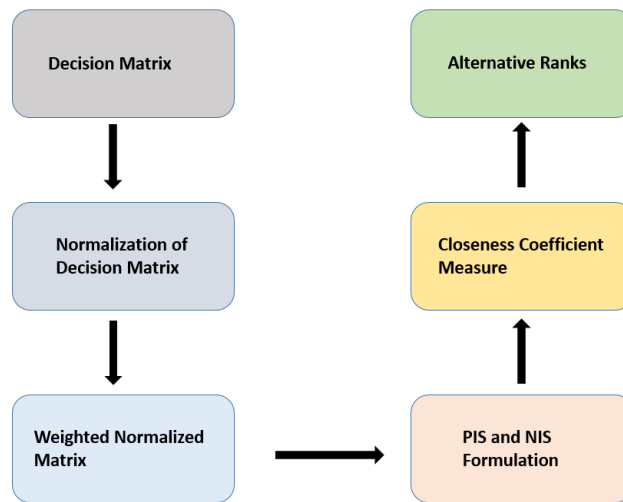 Decision Matrix
Normalization of
Decision Matrix
Weighted Normalized
Matrix
PIS and NIS
Formulation
Closeness Coefficient
Measure
Alternative Ranks